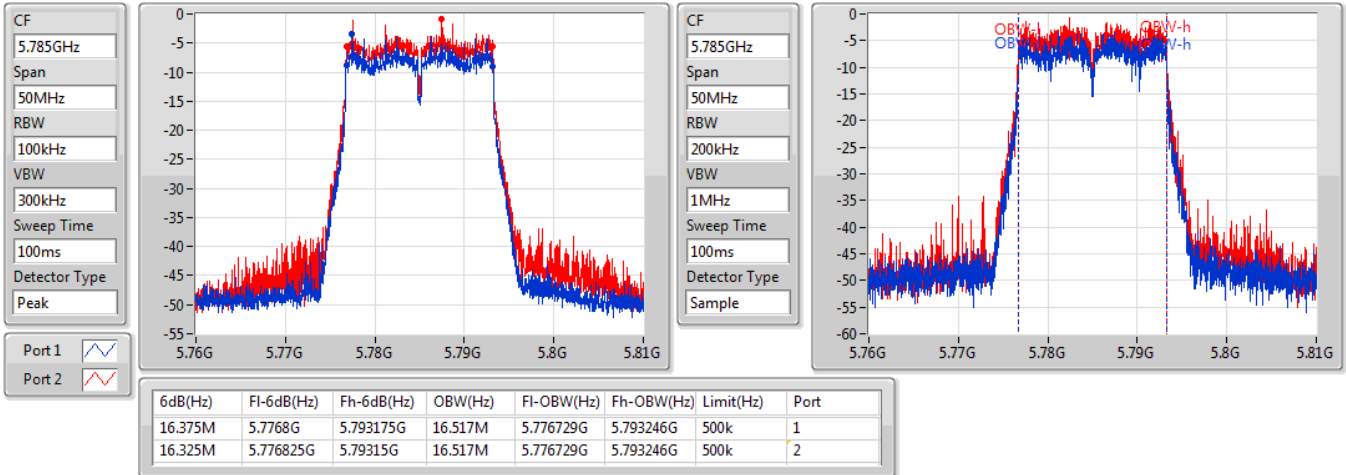 CF
5.785GHz
Span
50MHz
RBW
100kHz
VBW
300kHz
Sweep Time
100ms
Detector Type
Peak
Port 1
Port 2
0-
-5-
-10-
-15-
-20-
-25-
-30-
-35-
-40-
-45-
-50-
-55-
5.76G 5.77G 5.78G 5.79G 5.8G 5.81G
CF
5.785GHz
Span
50MHz
RBW
200kHz
VBW
1MHz
Sweep Time
100ms
Detector Type
Sample
0-
-5-
-10-
-15-
-20-
-25-
-30-
-35-
-40-
-45-
-50-
-55-
-60-
OBW-h
OBW-h
5.76G 5.77G 5.78G 5.79G 5.8G 5.81G
6dB(Hz) Fl-6dB(Hz) Fh-6dB(Hz) OBW(Hz) Fl-OBW(Hz) Fh-OBW(Hz) Limit(Hz) Port
16.375M 5.7768G 5.793175G 16.517M 5.776729G 5.793246G 500k 1
16.325M 5.776825G 5.79315G 16.517M 5.776729G 5.793246G 500k 2